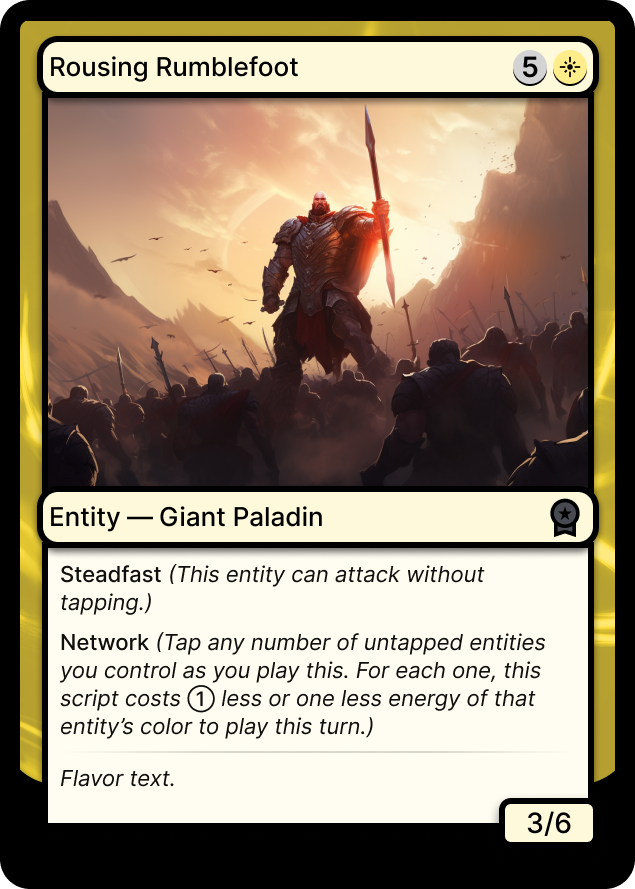 Rousing Rumblefoot 5
Entity — Giant Paladin
Steadfast (This entity can attack without
tapping.)
Network (Tap any number of untapped entities
you control as you play this. For each one, this
script costs ① less or one less energy of that
entity’s color to play this turn.)
Flavor text.
3/6